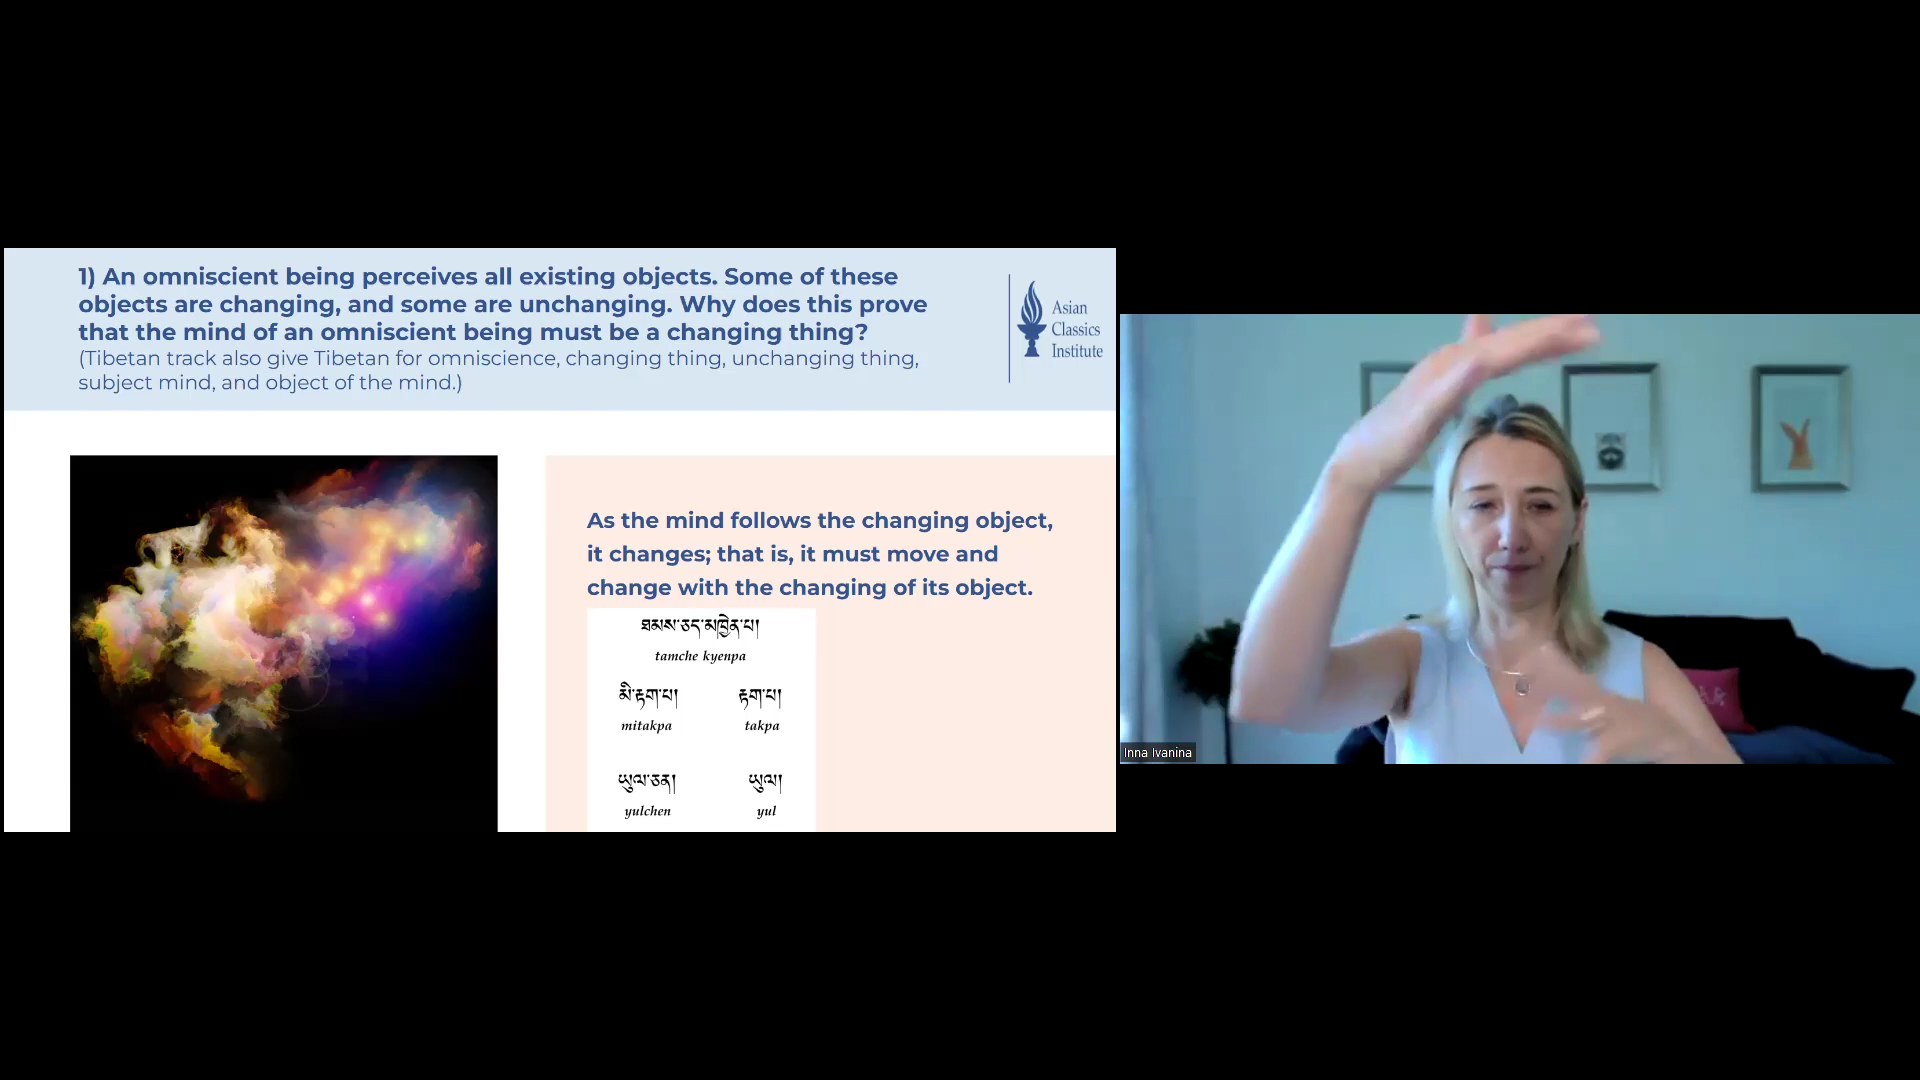 1) An omniscient being perceives all existing objects. Some of these
objects are changing, and some are unchanging. Why does this prove
that the mind of an omniscient being must be a changing thing?
(Tibetan track also give Tibetan for omniscience, changing thing, unchanging thing,
subject mind, and object of the mind.)
Asian
Classics
Institute
As the mind follows the changing object,
it changes; that is, it must move and
change with the changing of its object.
ཐམས་ཅད་མཁྱེན་པ།
tamche kyenpa
མི་རྟག་པ། རྟག་པ།
mitakpa takpa
ཡུལ་ཅན། ཡུལ།
yulchen yul
Inna Ivanina